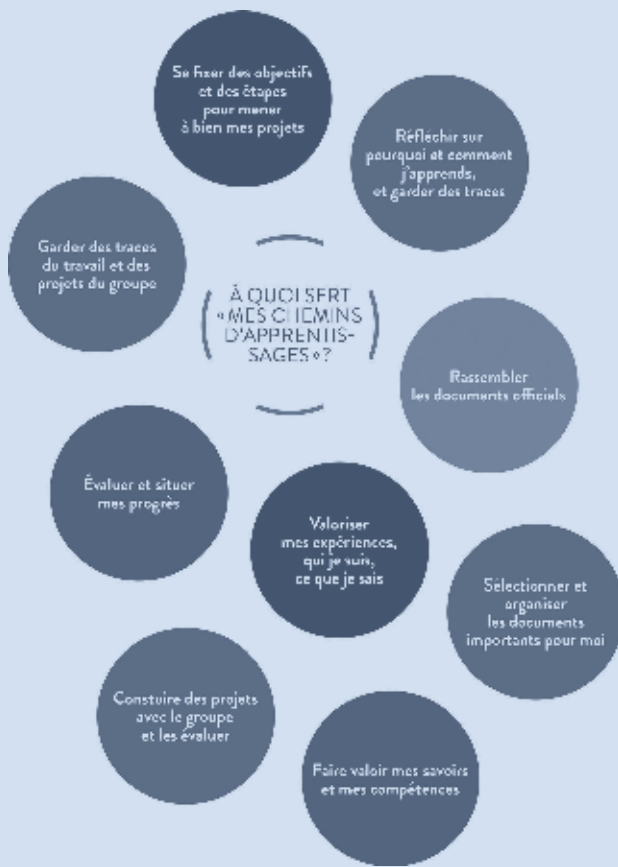 Se fixer des objectifs
et des étapes
pour mener
à bien mes projets
Réfléchir sur
pourquoi et comment
j'apprends,
et garder des traces
Garder des traces
du travail et des
projets du groupe
À QUOI SERT
« MES CHEMINS
D'APPRENTIS-
SAGES » ?
Rassembler
les documents officiels
Évaluer et situer
mes progrès
Valoriser
mes expériences,
qui je suis,
ce que je sais
Sélectionner et
organiser
les documents
importants pour moi
Constuire des projets
avec le groupe
et les évaluer
Faire valoir mes savoirs
et mes compétences